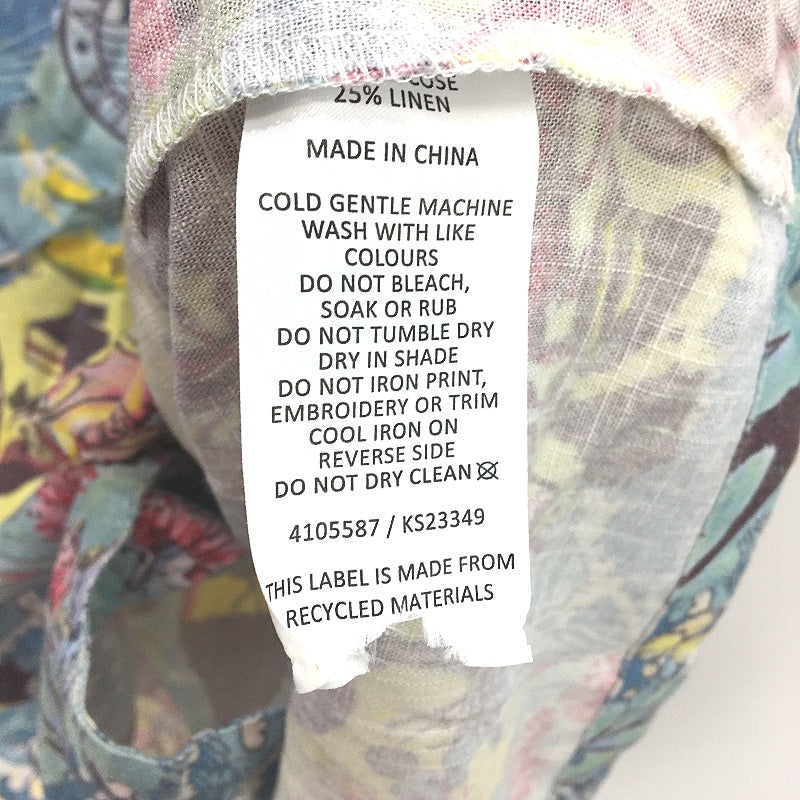 25% LINEN
MADE IN CHINA
COLD GENTLE MACHINE
WASH WITH LIKE
COLOURS
DO NOT BLEACH,
SOAK OR RUB
DO NOT TUMBLE DRY
DRY IN SHADE
DO NOT IRON PRINT,
EMBROIDERY OR TRIM
COOL IRON ON
REVERSE SIDE
DO NOT DRY CLEAN
4105587 / KS23349
THIS LABEL IS MADE FROM
RECYCLED MATERIALS